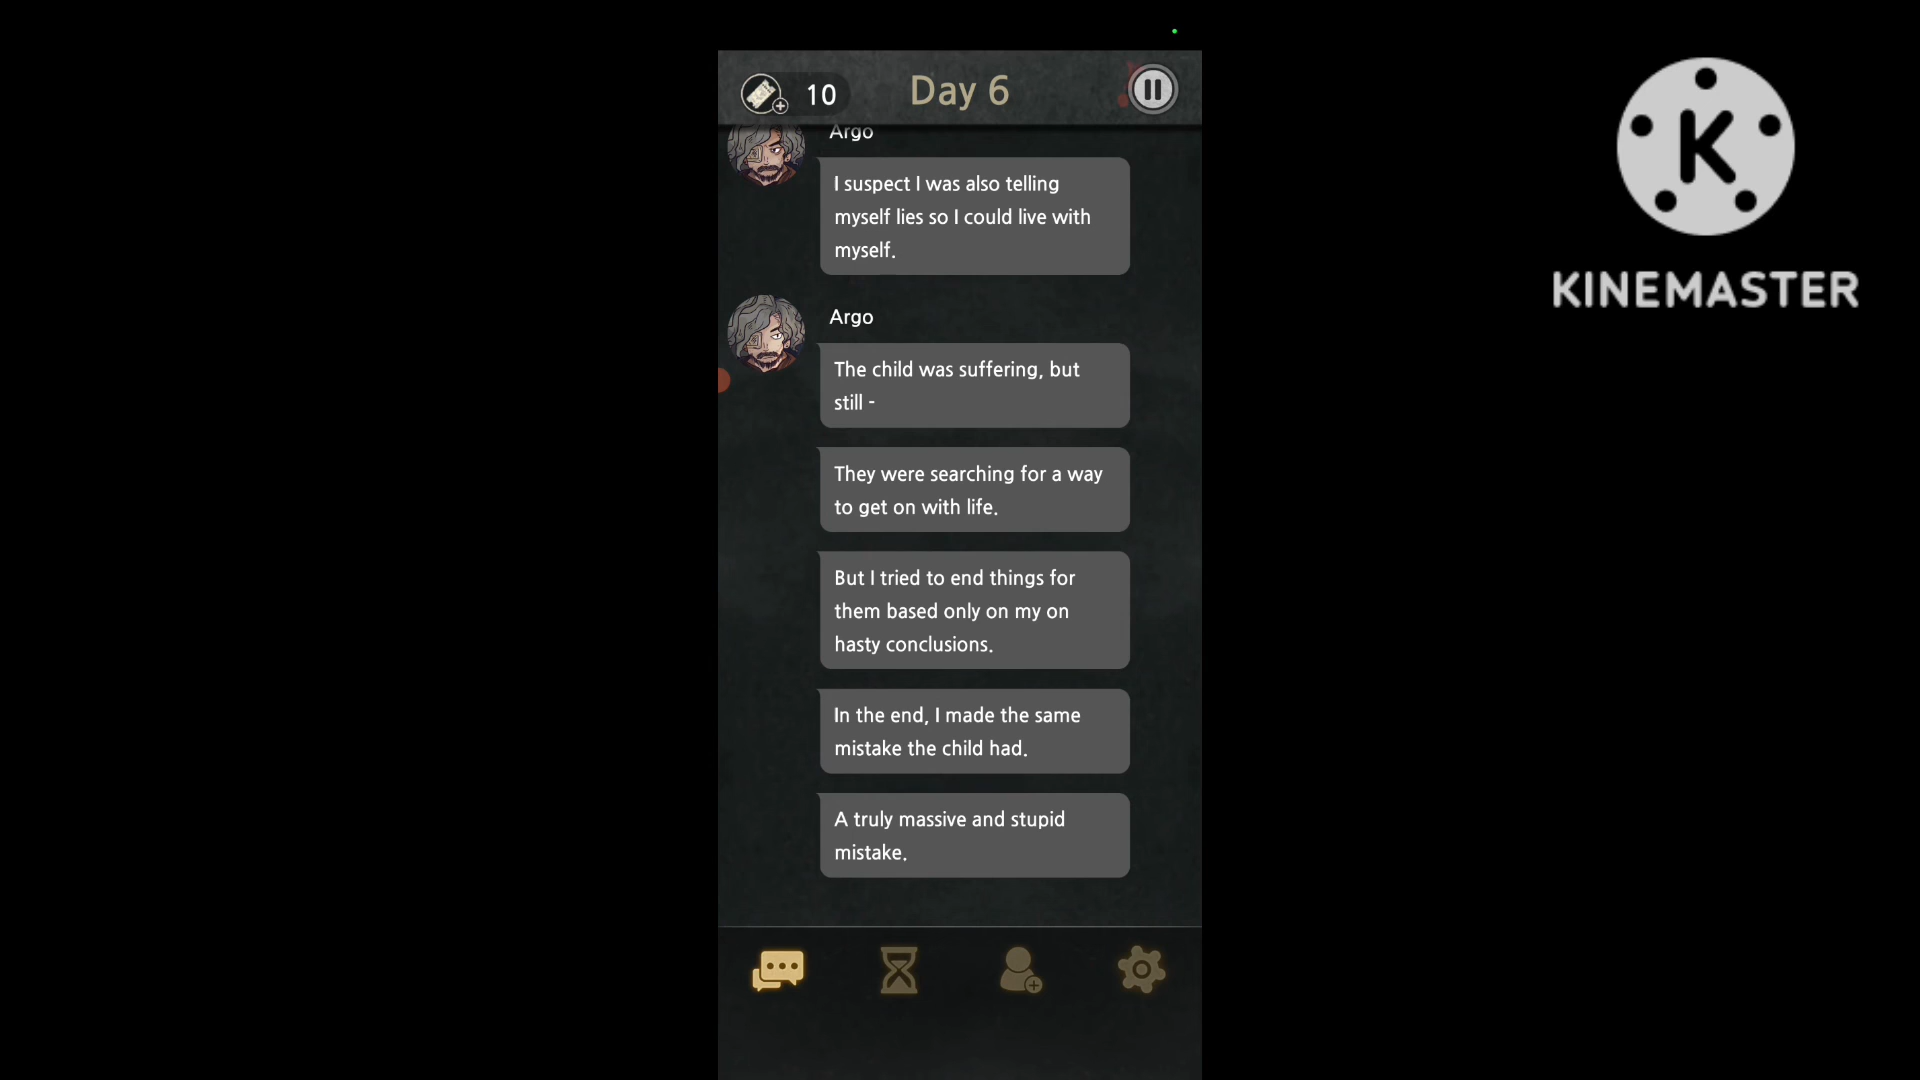 10
Day 6
Argo
I suspect I was also telling
myself lies so I could live with
myself.
Argo
The child was suffering, but
still -
They were searching for a way
to get on with life.
But I tried to end things for
them based only on my on
hasty conclusions.
In the end, I made the same
mistake the child had.
A truly massive and stupid
mistake.
K
KINEMASTER